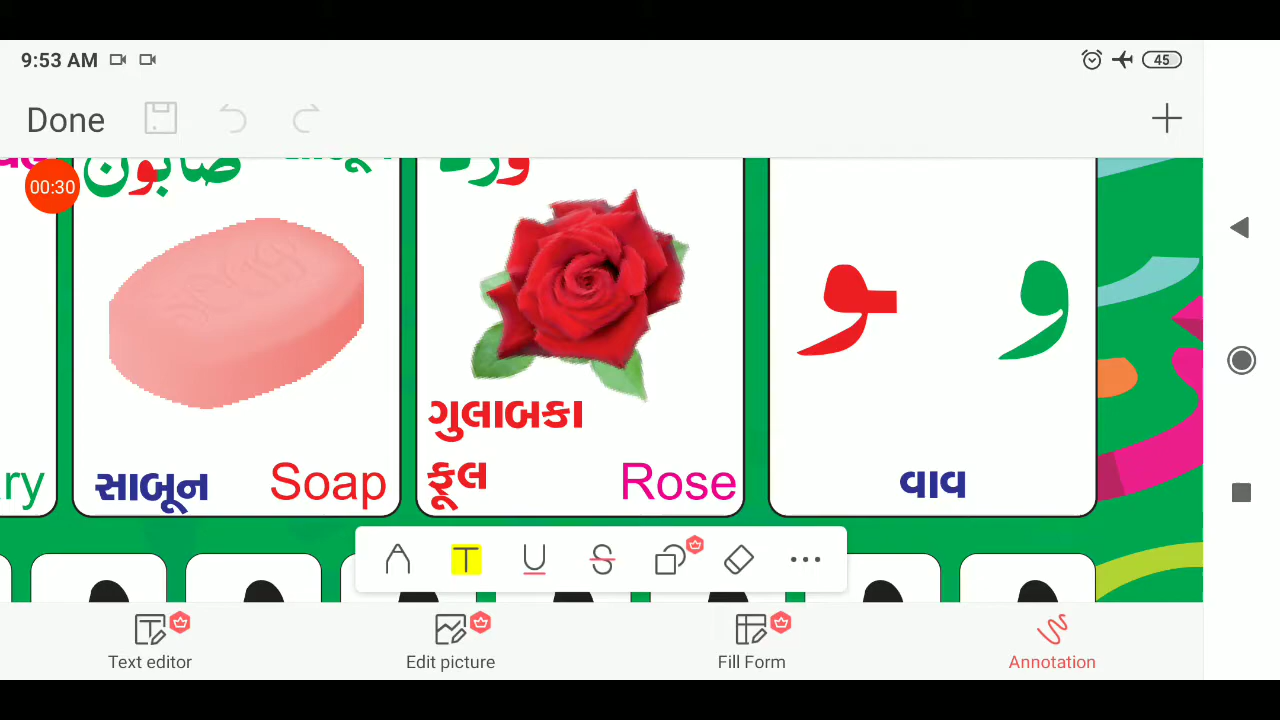 9:53 AM
45
Done
00:30
صابون
ـو و
ગુલાબકા
ફૂલ
Rose
સાબૂન
Soap
વાવ
ry
Text editor
Edit picture
Fill Form
Annotation